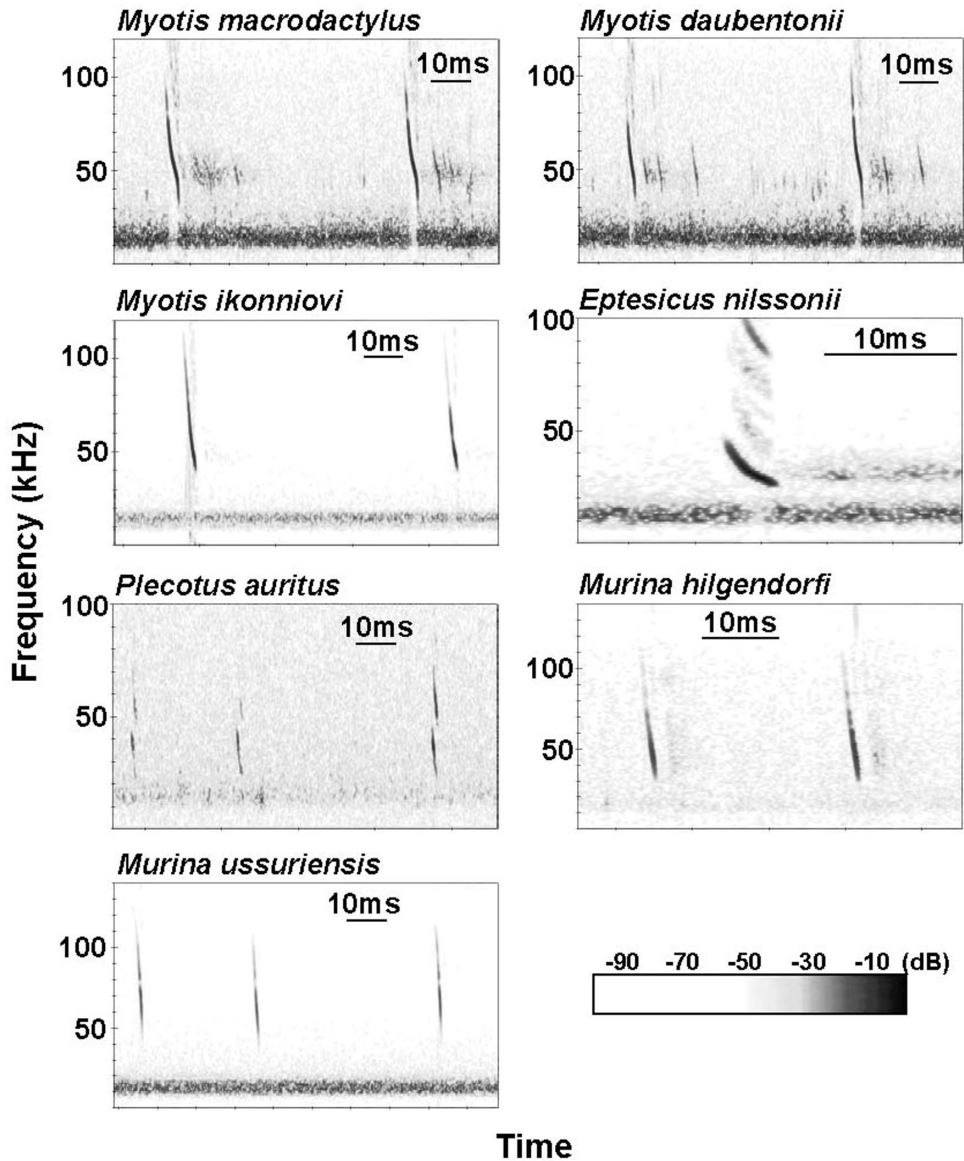 Myotis macrodactylus
Myotis daubentonii
100
50
10ms
100
50
10ms
Myotis ikonniovi
Eptesicus nilssonii
100
50
10ms
100
50
10ms
Plecotus auritus
Murina hilgendorfi
100
50
10ms
100
50
10ms
Murina ussuriensis
100
50
10ms
-90 -70 -50 -30 -10 (dB)
Frequency (kHz)
Time